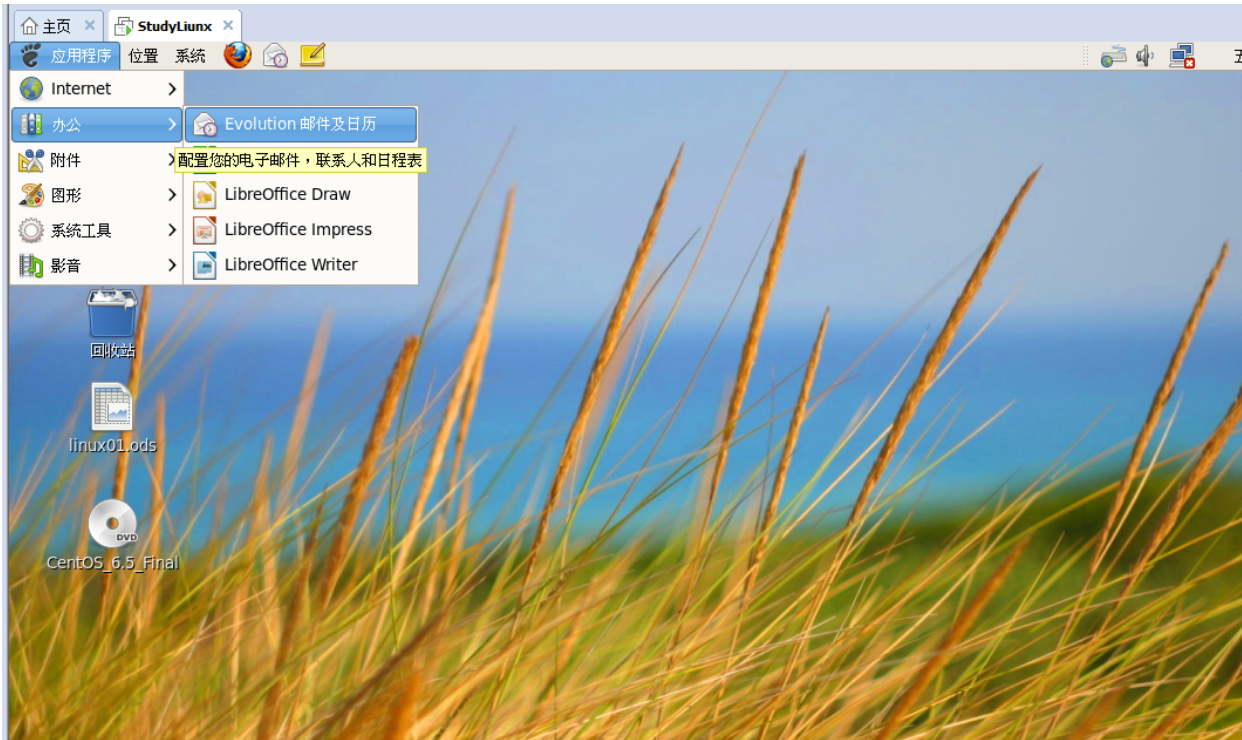 主页 × StudyLiunx ×
应用程序 位置 系统
Internet
办公
Evolution 邮件及日历
附件
配置您的电子邮件，联系人和日程表
图形
LibreOffice Draw
系统工具
LibreOffice Impress
影音
LibreOffice Writer
回收站
linux01.ods
DVD
CentOS_6.5_Final